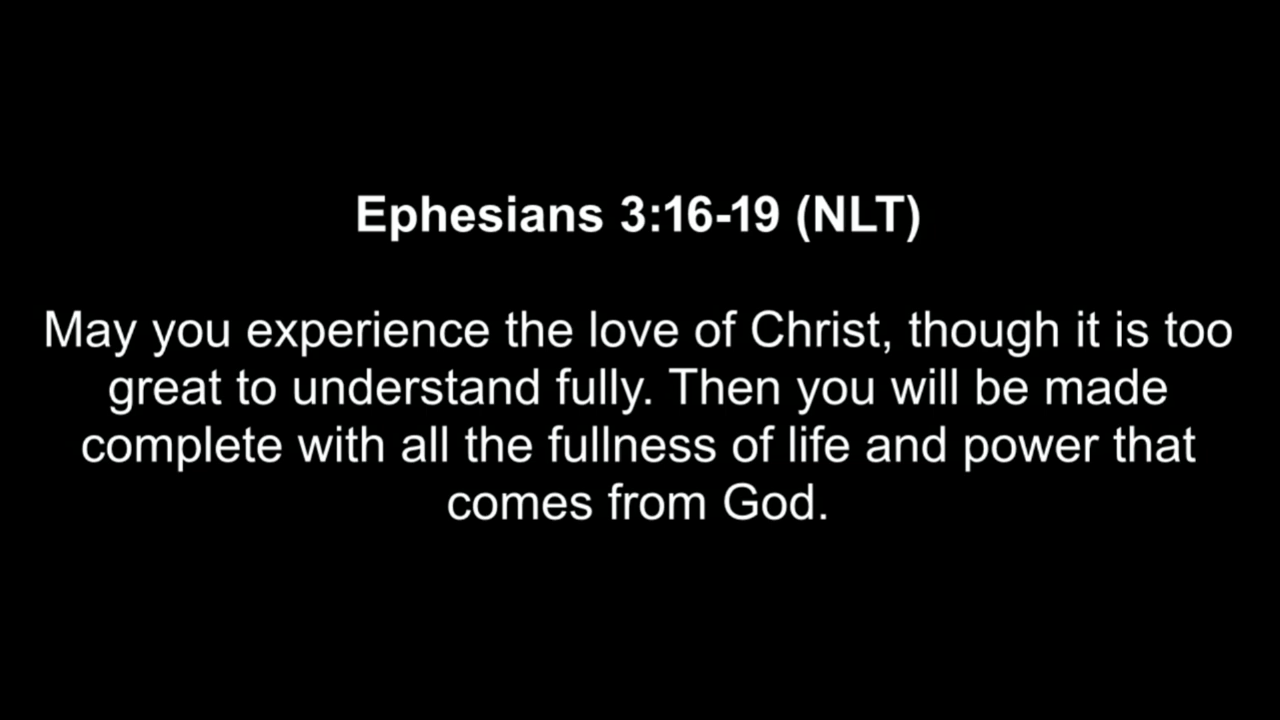 Ephesians 3:16-19 (NLT)
May you experience the love of Christ, though it is too
great to understand fully. Then you will be made
complete with all the fullness of life and power that
comes from God.